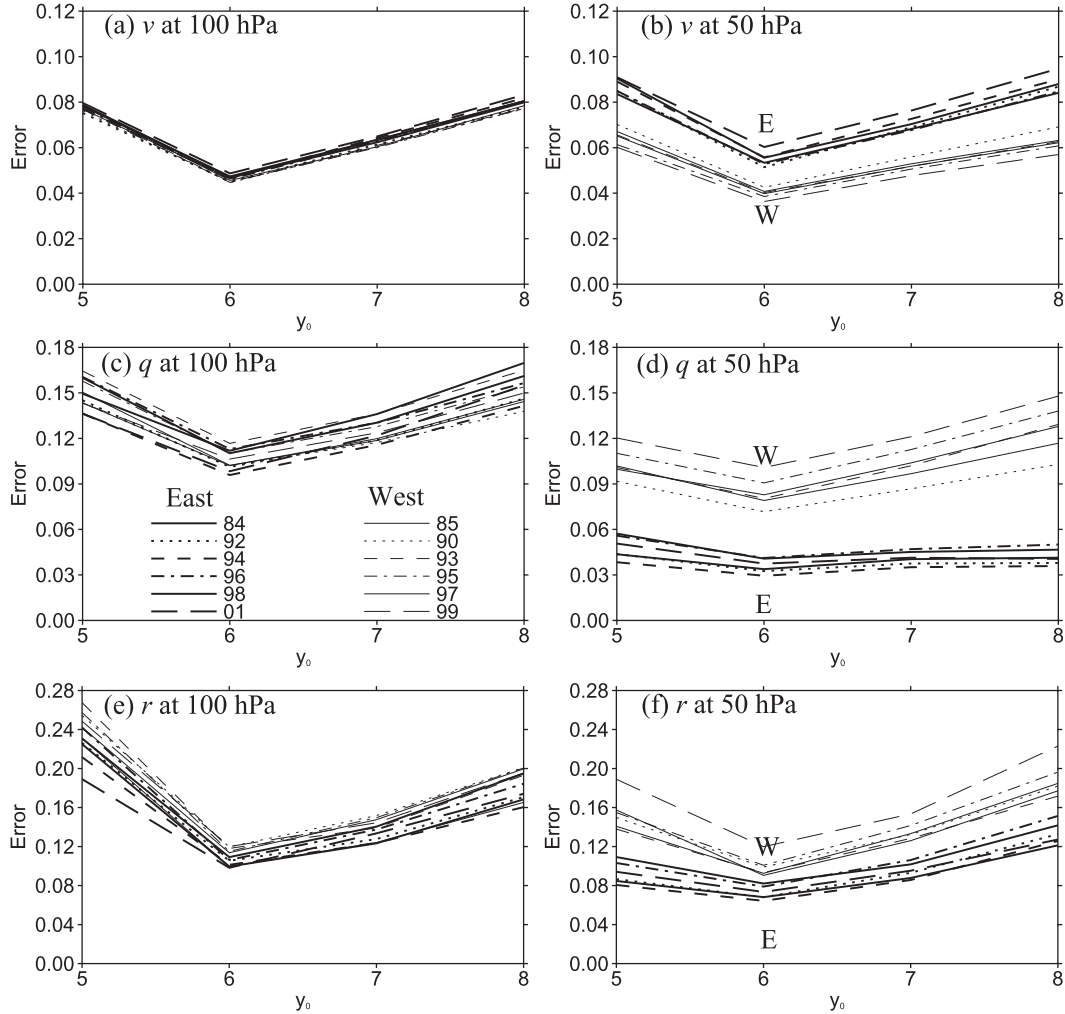 (a) v at 100 hPa
0.12
0.10
0.08
0.06
0.04
0.02
0.00
Error
5 6 7 8
y₀
(b) v at 50 hPa
0.12
0.10
0.08
0.06
0.04
0.02
0.00
Error
E
W
5 6 7 8
y₀
(c) q at 100 hPa
0.18
0.15
0.12
0.09
0.06
0.03
0.00
Error
East West
84 85
92 90
94 93
96 95
98 97
01 99
5 6 7 8
y₀
(d) q at 50 hPa
0.18
0.15
0.12
0.09
0.06
0.03
0.00
Error
W
E
5 6 7 8
y₀
(e) r at 100 hPa
0.28
0.24
0.20
0.16
0.12
0.08
0.04
0.00
Error
5 6 7 8
y₀
(f) r at 50 hPa
0.28
0.24
0.20
0.16
0.12
0.08
0.04
0.00
Error
W
E
5 6 7 8
y₀